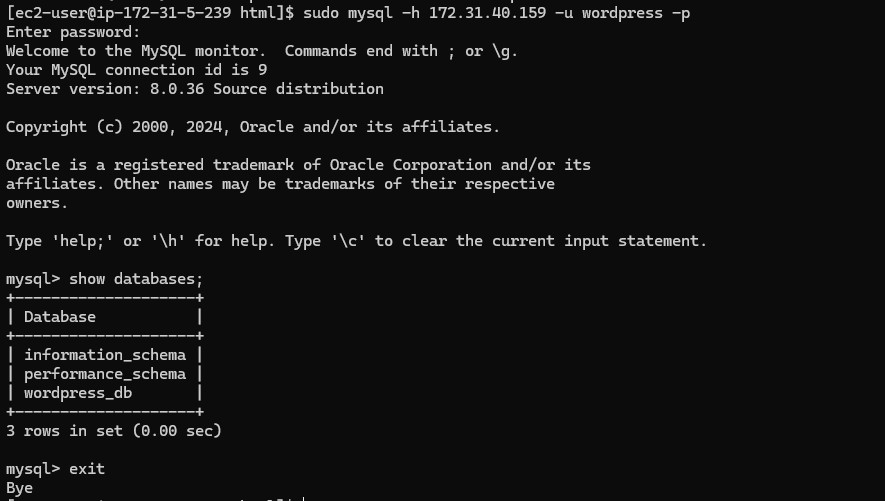 [ec2-user@ip-172-31-5-239 html]$ sudo mysql -h 172.31.40.159 -u wordpress -p
Enter password:
Welcome to the MySQL monitor.  Commands end with ; or \g.
Your MySQL connection id is 9
Server version: 8.0.36 Source distribution

Copyright (c) 2000, 2024, Oracle and/or its affiliates.

Oracle is a registered trademark of Oracle Corporation and/or its
affiliates. Other names may be trademarks of their respective
owners.

Type 'help;' or '\h' for help. Type '\c' to clear the current input statement.

mysql> show databases;
+--------------------+
| Database           |
+--------------------+
| information_schema |
| performance_schema |
| wordpress_db       |
+--------------------+
3 rows in set (0.00 sec)

mysql> exit
Bye